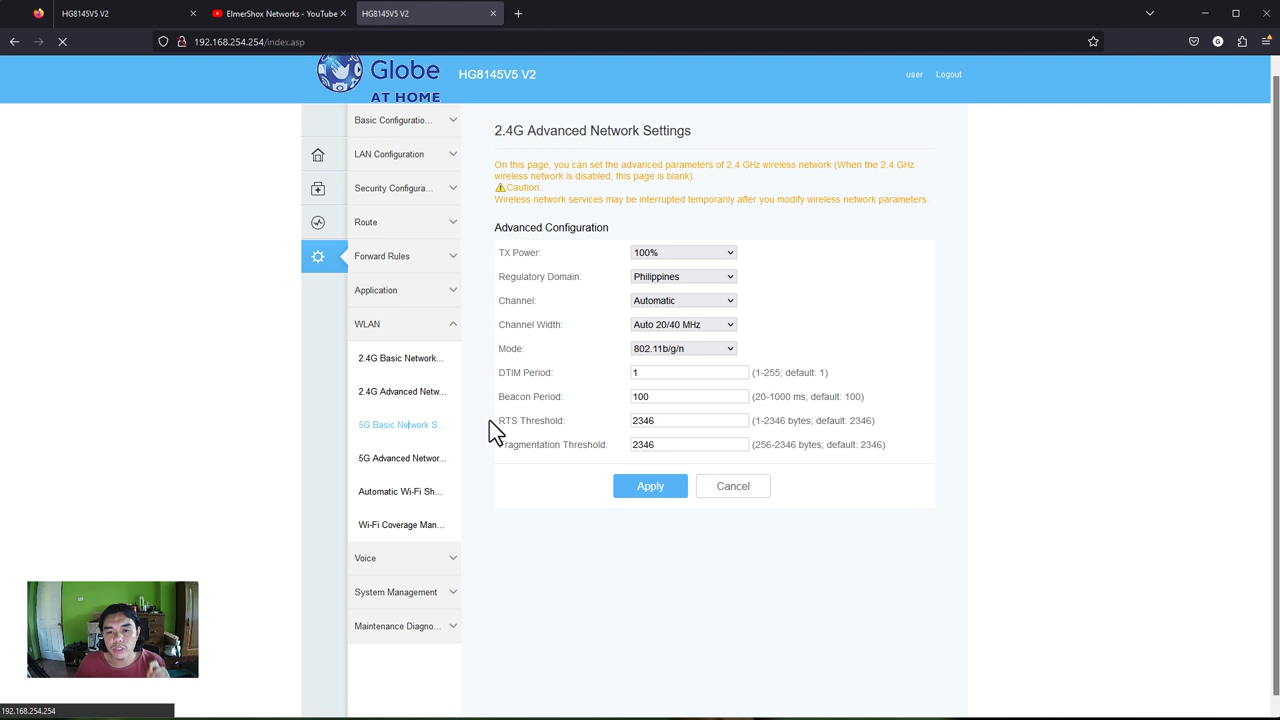 HG8145V5 V2
ElmerShox Networks - YouTube
HG8145V5 V2
192.168.254.254/index.asp
Globe
AT HOME
HG8145V5 V2
user
Logout
Basic Configuratio...
LAN Configuration
Security Configura...
Route
Forward Rules
Application
WLAN
2.4G Basic Network...
2.4G Advanced Netw...
5G Basic Network S...
5G Advanced Networ...
Automatic Wi-Fi Sh...
Wi-Fi Coverage Man...
Voice
System Management
Maintenance Diagno...
2.4G Advanced Network Settings
On this page, you can set the advanced parameters of 2.4 GHz wireless network (When the 2.4 GHz
wireless network is disabled, this page is blank).
Caution:
Wireless network services may be interrupted temporarily after you modify wireless network parameters.
Advanced Configuration
TX Power: 100%
Regulatory Domain: Philippines
Channel: Automatic
Channel Width: Auto 20/40 MHz
Mode: 802.11b/g/n
DTIM Period: 1 (1-255; default: 1)
Beacon Period: 100 (20-1000 ms; default: 100)
RTS Threshold: 2346 (1-2346 bytes; default: 2346)
Fragmentation Threshold: 2346 (256-2346 bytes; default: 2346)
Apply
Cancel
192.168.254.254